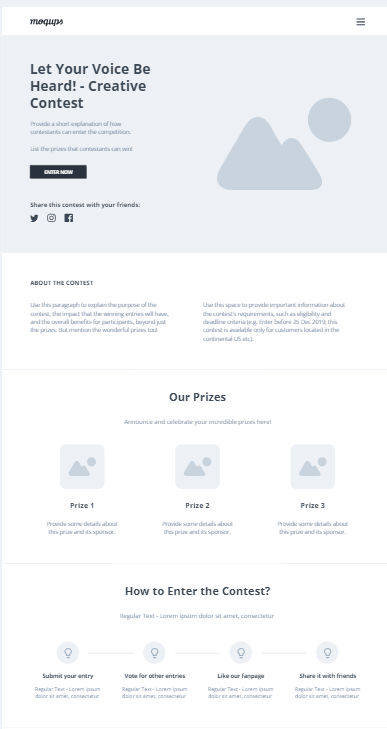 moqups
Let Your Voice Be
Heard! - Creative
Contest
Provide a short explanation of how
contestants can enter the competition.
List the prizes that contestants can win!
ENTER NOW
Share this contest with your friends:
ABOUT THE CONTEST
Use this paragraph to explain the purpose of the
contest, the impact that the winning entries will have,
and the overall benefits for participants, beyond just
the prizes. But mention the wonderful prizes too!
Use this space to provide important information about
the contest's requirements, such as eligibility and
deadline criteria (e.g. Enter before 25 Dec 2019; this
contest is available only for customers located in the
continental US etc).
Our Prizes
Announce and celebrate your incredible prizes here!
Prize 1
Provide some details about
this prize and its sponsor.
Prize 2
Provide some details about
this prize and its sponsor.
Prize 3
Provide some details about
this prize and its sponsor.
How to Enter the Contest?
Regular Text - Lorem ipsum dolor sit amet, consectetur
Submit your entry
Regular Text - Lorem ipsum
dolor sit amet, consectetur
Vote for other entries
Regular Text - Lorem ipsum
dolor sit amet, consectetur
Like our fanpage
Regular Text - Lorem ipsum
dolor sit amet, consectetur
Share it with friends
Regular Text - Lorem ipsum
dolor sit amet, consectetur